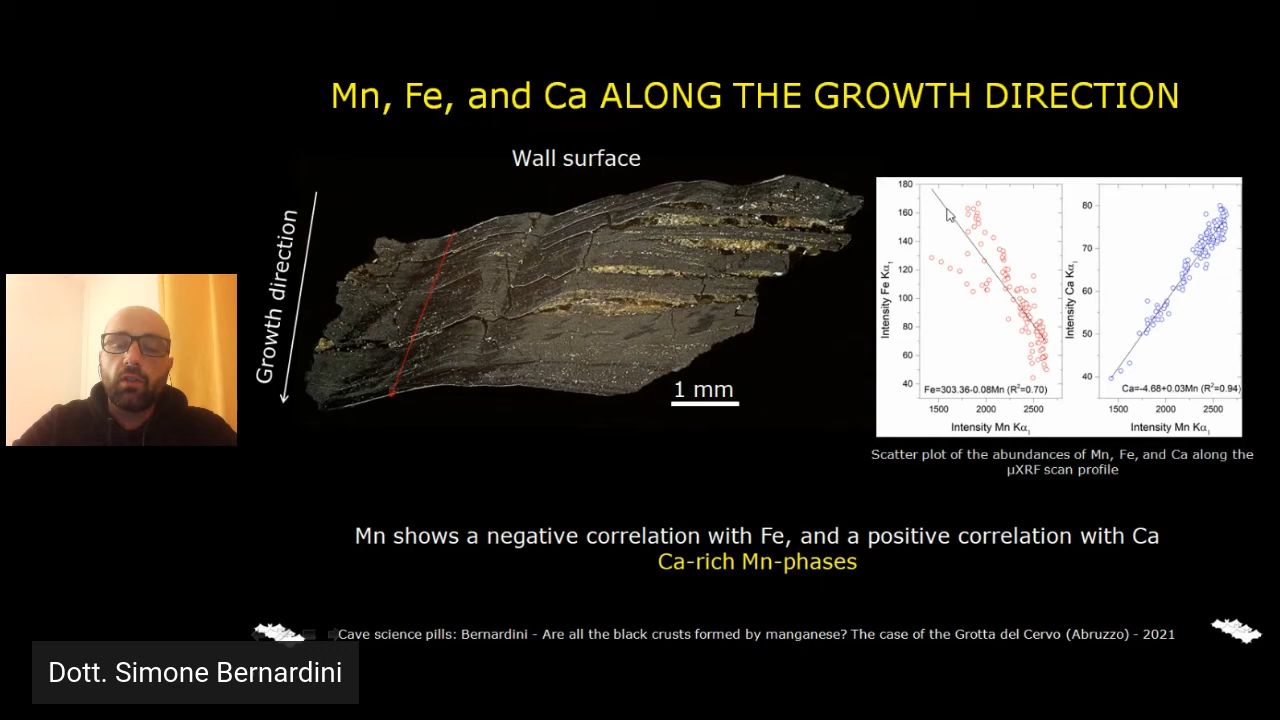 Mn, Fe, and Ca ALONG THE GROWTH DIRECTION
Wall surface
Growth direction
1 mm
180
160
140
120
100
80
60
40
Intensity Fe Kα1
Fe=303.36-0.08Mn (R²=0.70)
1500 2000 2500
Intensity Mn Kα1
80
70
60
50
40
Intensity Ca Kα1
Ca=-4.68+0.03Mn (R²=0.94)
1500 2000 2500
Intensity Mn Kα1
Scatter plot of the abundances of Mn, Fe, and Ca along the
µXRF scan profile
Mn shows a negative correlation with Fe, and a positive correlation with Ca
Ca-rich Mn-phases
Cave science pills: Bernardini - Are all the black crusts formed by manganese? The case of the Grotta del Cervo (Abruzzo) - 2021
Dott. Simone Bernardini